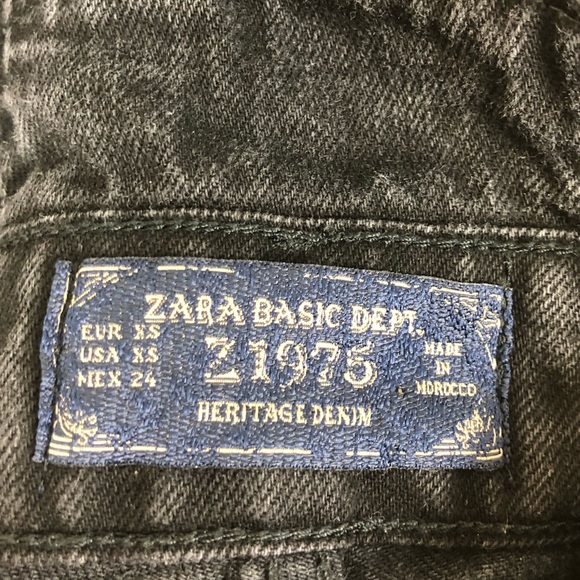 ZARA BASIC DEPT.
EUR XS
USA XS
MEX 24
Z1975
MADE
IN
MOROCCO
HERITAGE DENIM